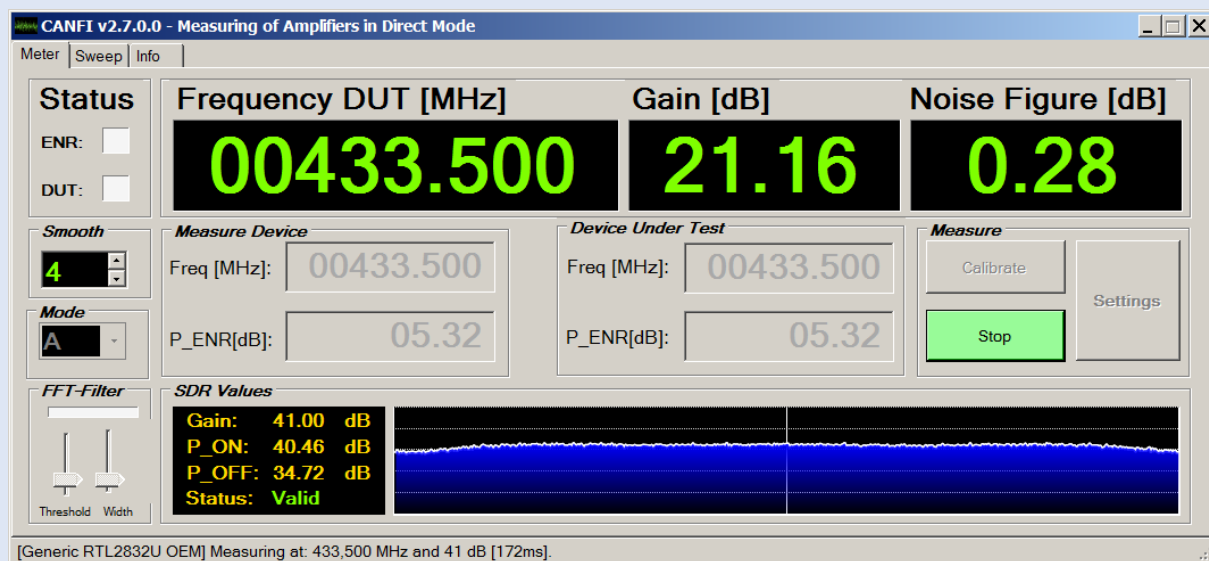 CANFI v2.7.0.0 - Measuring of Amplifiers in Direct Mode
Meter Sweep Info
Status
ENR:
DUT:
Frequency DUT [MHz] Gain [dB] Noise Figure [dB]
00433.500 21.16 0.28
Smooth
4
Mode
A
Measure Device
Freq [MHz]: 00433.500
P_ENR[dB]: 05.32
Device Under Test
Freq [MHz]: 00433.500
P_ENR[dB]: 05.32
Measure
Calibrate
Stop
Settings
FFT-Filter
Threshold Width
SDR Values
Gain: 41.00 dB
P_ON: 40.46 dB
P_OFF: 34.72 dB
Status: Valid
[Generic RTL2832U OEM] Measuring at: 433,500 MHz and 41 dB [172ms].